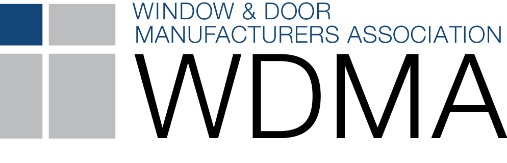 WINDOW & DOOR
MANUFACTURERS ASSOCIATION
WDMA